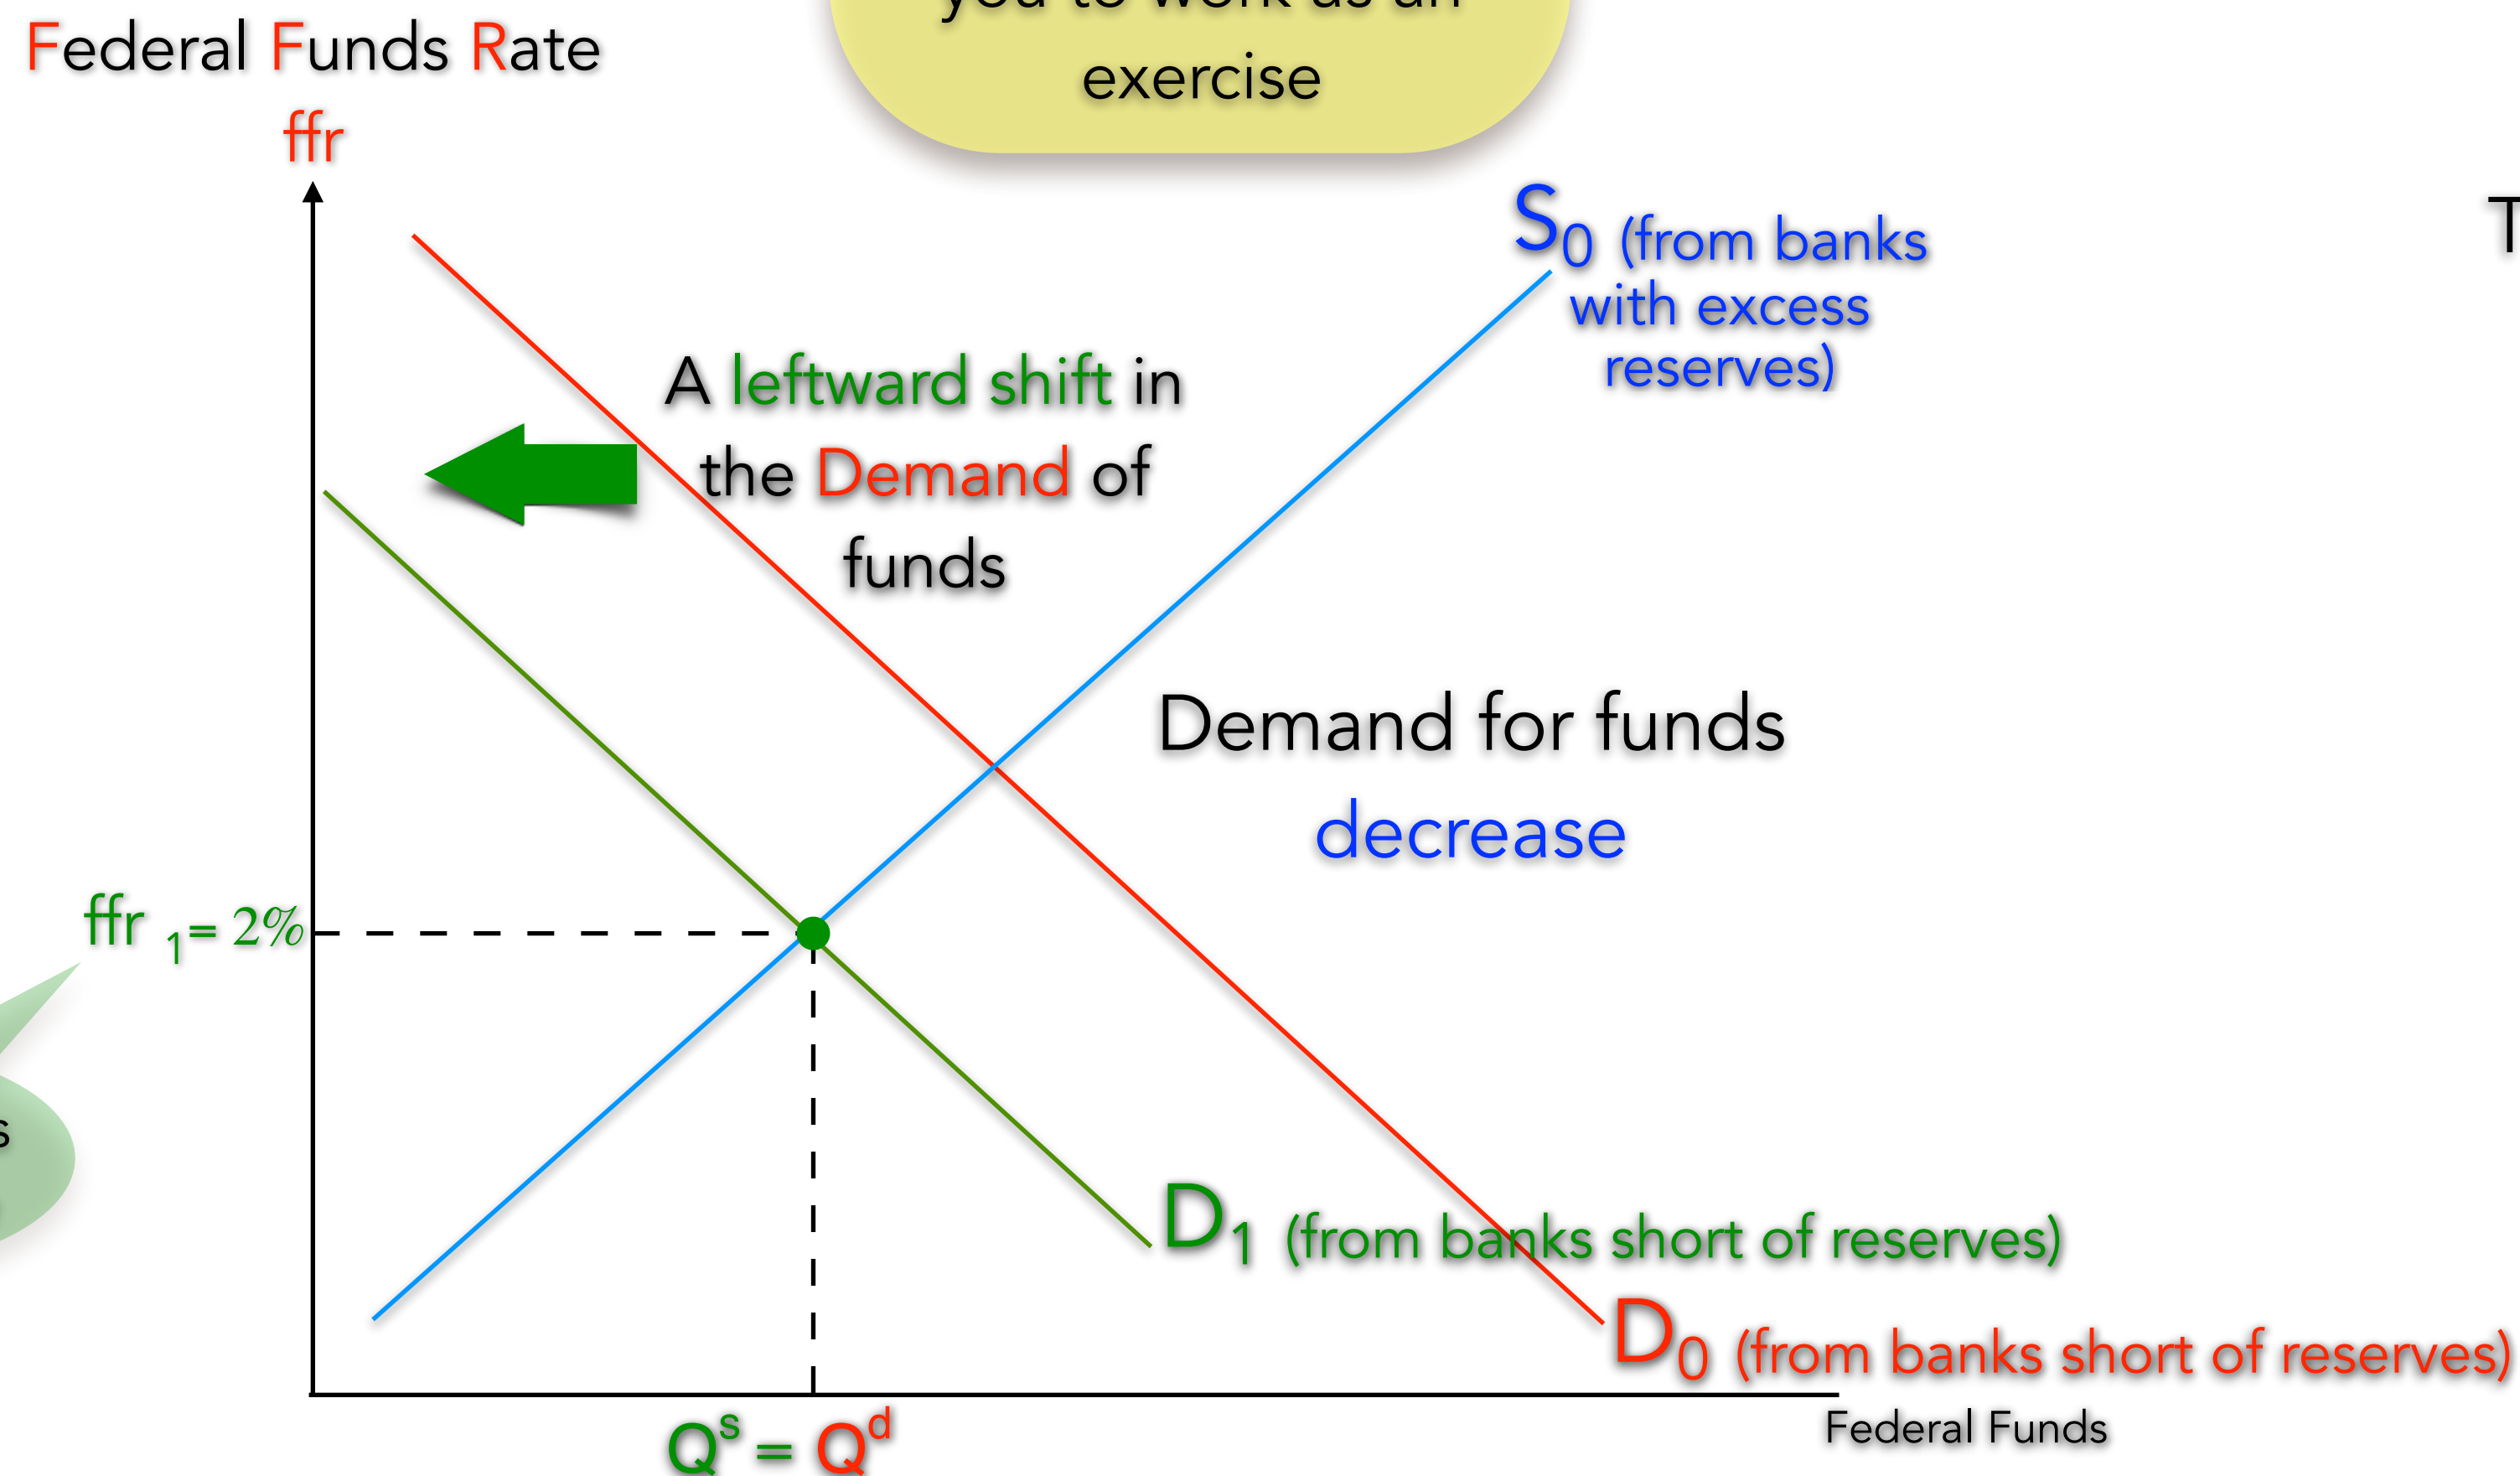 Federal Funds Rate
ffr
exercise
S0 (from banks
with excess
reserves)
A leftward shift in
the Demand of
funds
Demand for funds
decrease
ffr 1= 2%
D1 (from banks short of reserves)
D0 (from banks short of reserves)
Federal Funds
Qs = Qd